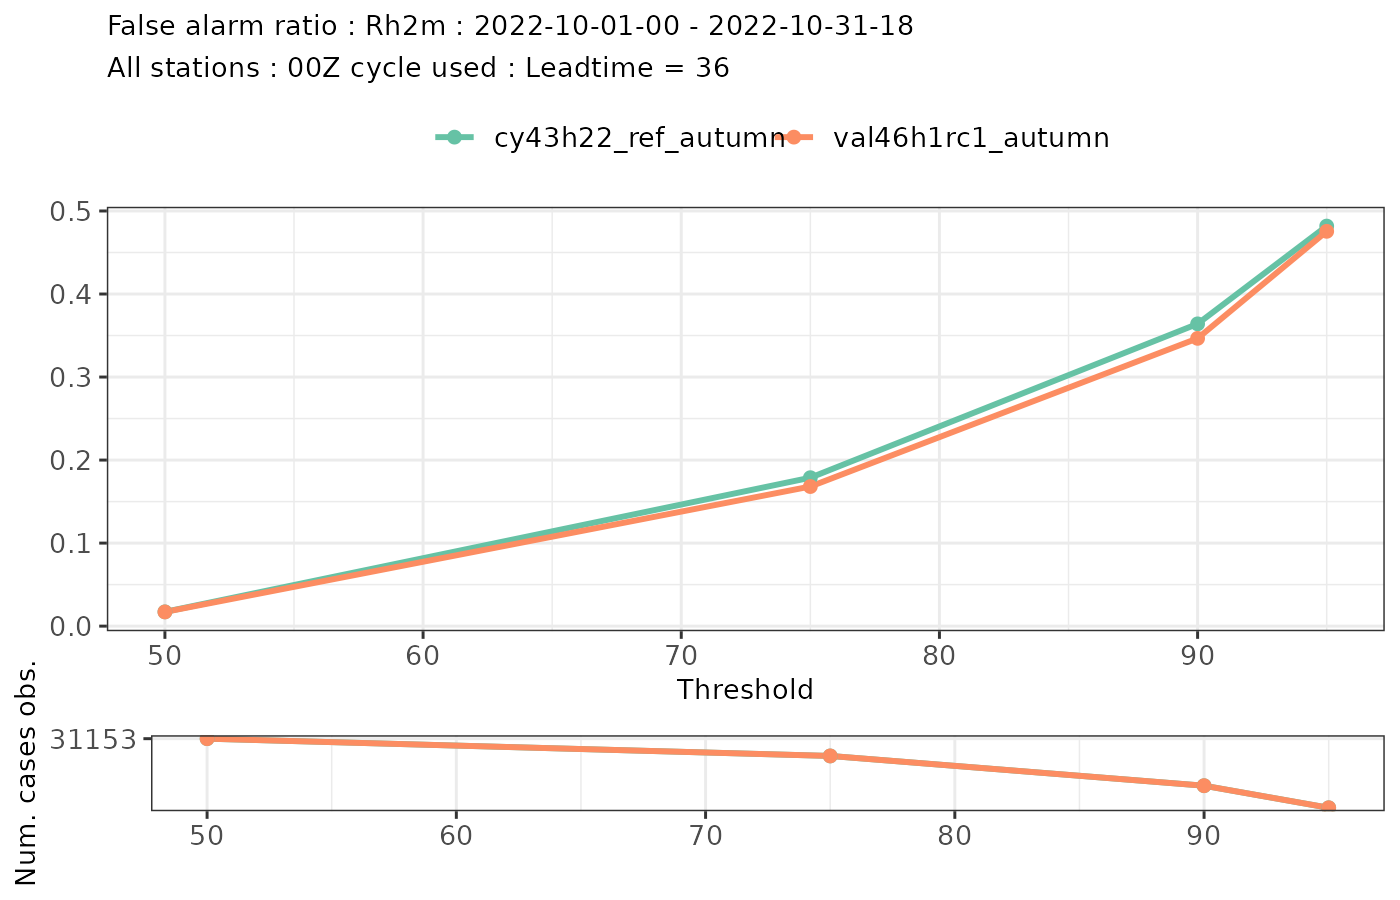 False alarm ratio : Rh2m : 2022-10-01-00 - 2022-10-31-18
All stations : 00Z cycle used : Leadtime = 36
cy43h22_ref_autumn val46h1rc1_autumn
0.5
0.4
0.3
0.2
0.1
0.0
50 60 70 80 90
Threshold
Num. cases obs.
31153
50 60 70 80 90